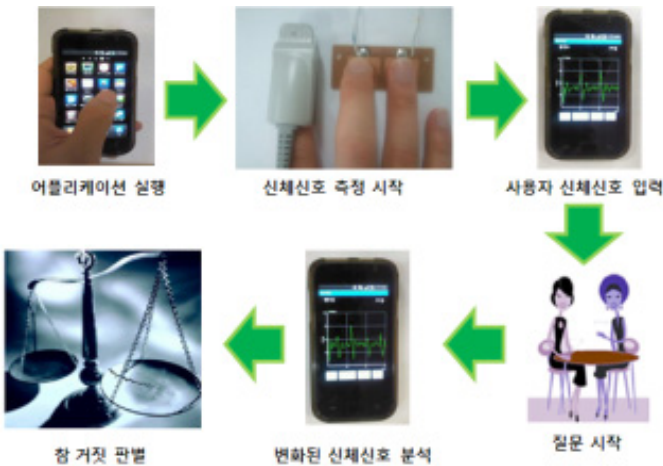 어플리케이션 실행
신체신호 측정 시작
사용자 신체신호 입력
질문 시작
변화된 신체신호 분석
참 거짓 판별